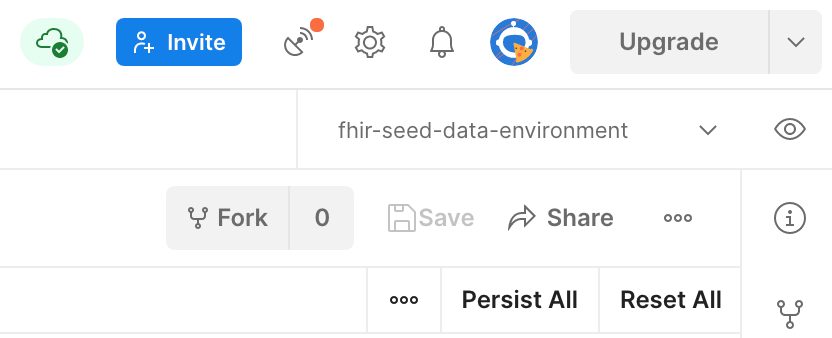 Invite Upgrade
fhir-seed-data-environment
Fork 0 Save Share
Persist All Reset All